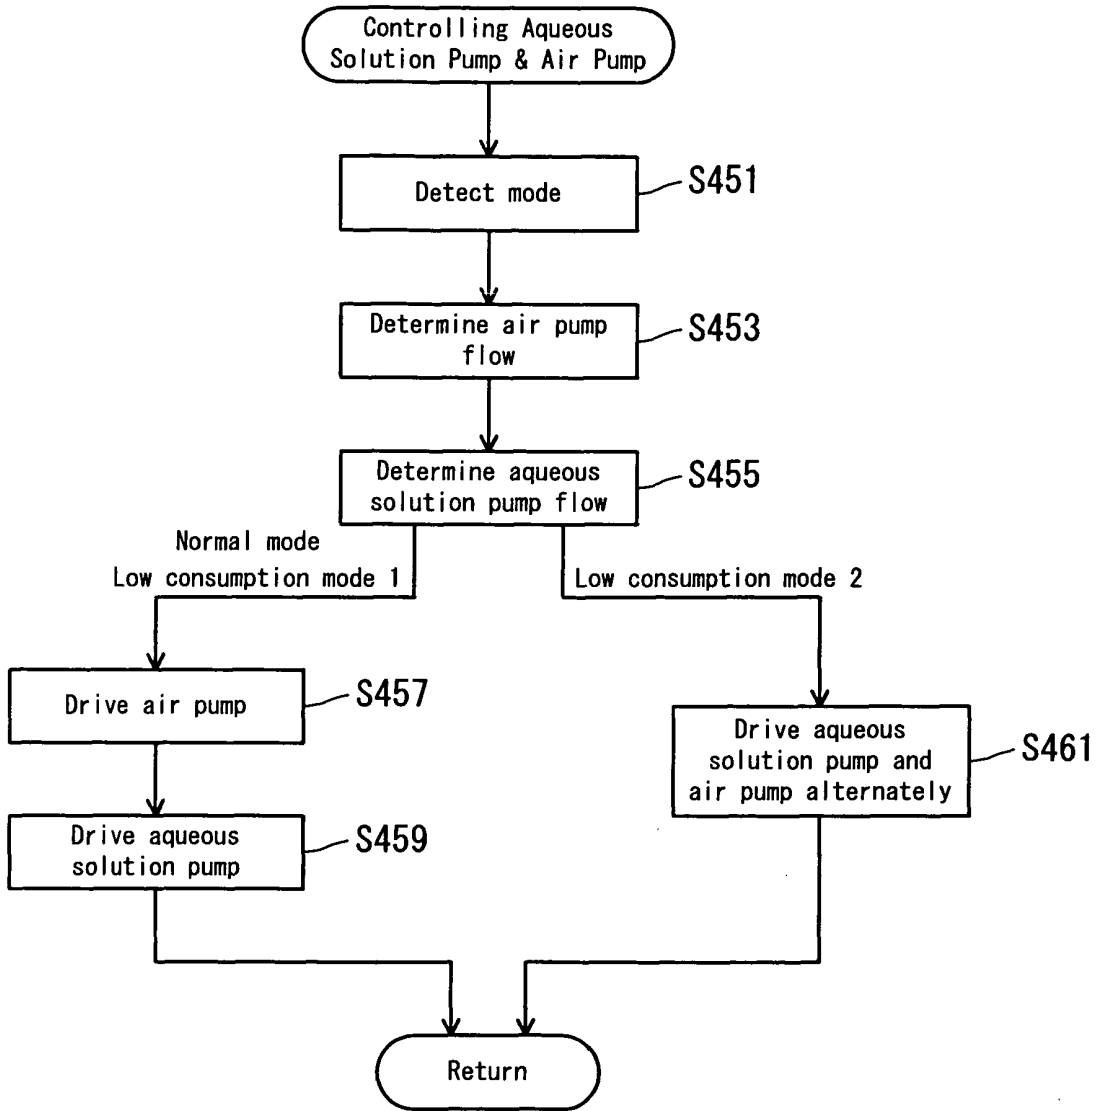 Controlling Aqueous
Solution Pump & Air Pump
Detect mode
S451
Determine air pump
flow
S453
Determine aqueous
solution pump flow
S455
Normal mode
Low consumption mode 1
Low consumption mode 2
Drive air pump
S457
Drive aqueous
solution pump and
air pump alternately
S461
Drive aqueous
solution pump
S459
Return